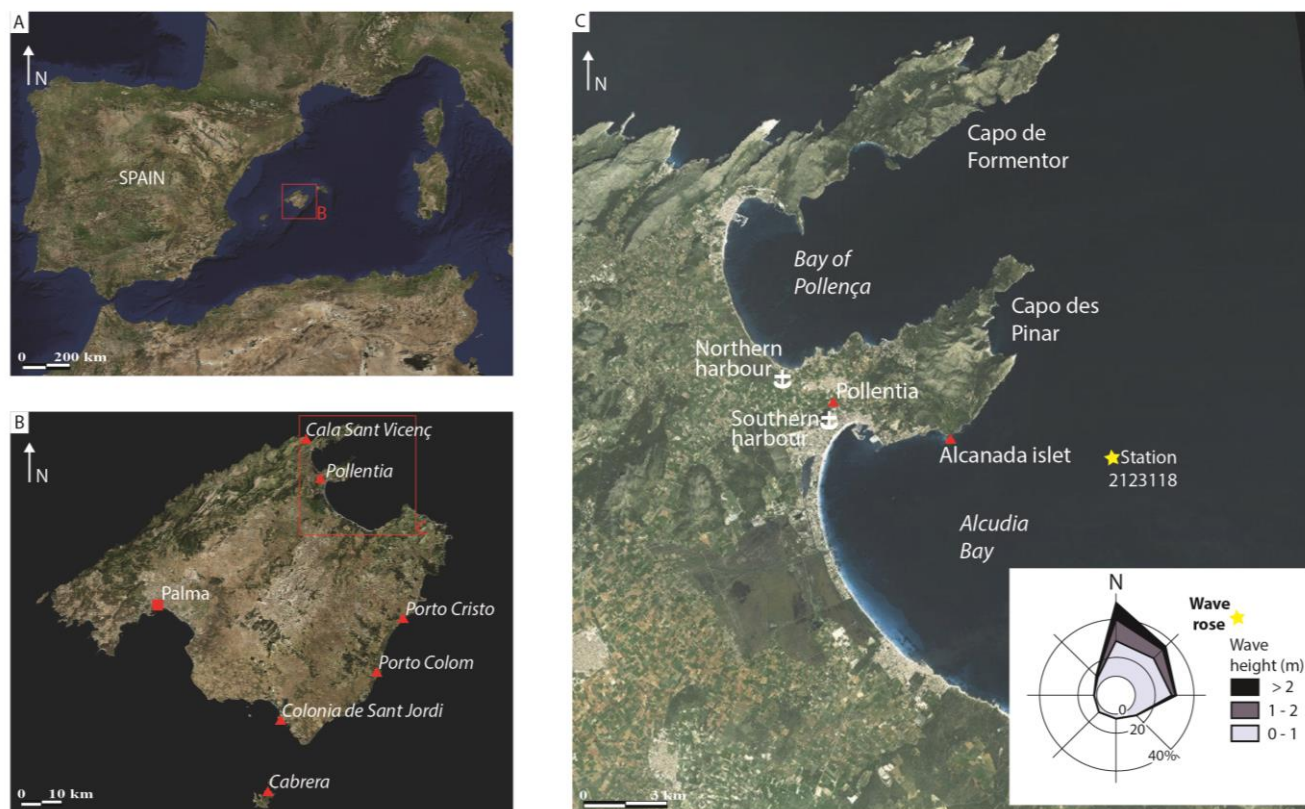 A
N
SPAIN
B
0 200 km
B
N
Cala Sant Vicenç
Pollentia
C
Palma
Porto Cristo
Porto Colom
Colonia de Sant Jordi
Cabrera
0 10 km
C
N
Capo de
Formentor
Bay of
Pollença
Capo des
Pinar
Northern
harbour
Pollentia
Southern
harbour
Alcanada islet
Station
2123118
Alcudia
Bay
N
Wave
rose
Wave
height (m)
> 2
1 - 2
0 - 1
0
20
40%
0 3 km